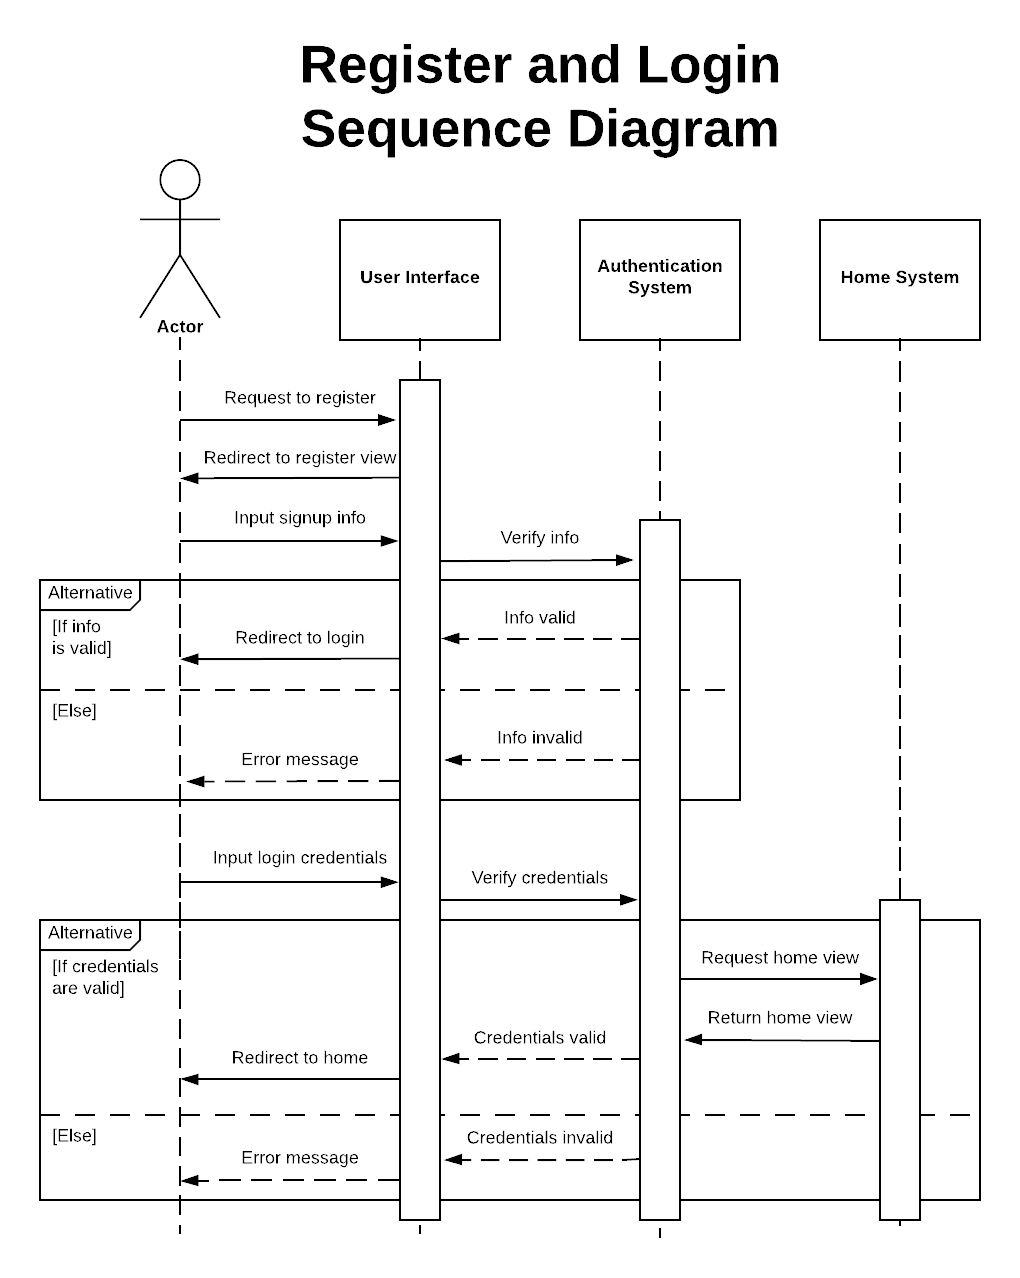 Register and Login
Sequence Diagram
Actor
User Interface
Authentication
System
Home System
Request to register
Redirect to register view
Input signup info
Verify info
Alternative
[If info
is valid]
Info valid
Redirect to login
[Else]
Info invalid
Error message
Input login credentials
Verify credentials
Alternative
[If credentials
are valid]
Request home view
Return home view
Credentials valid
Redirect to home
[Else]
Credentials invalid
Error message